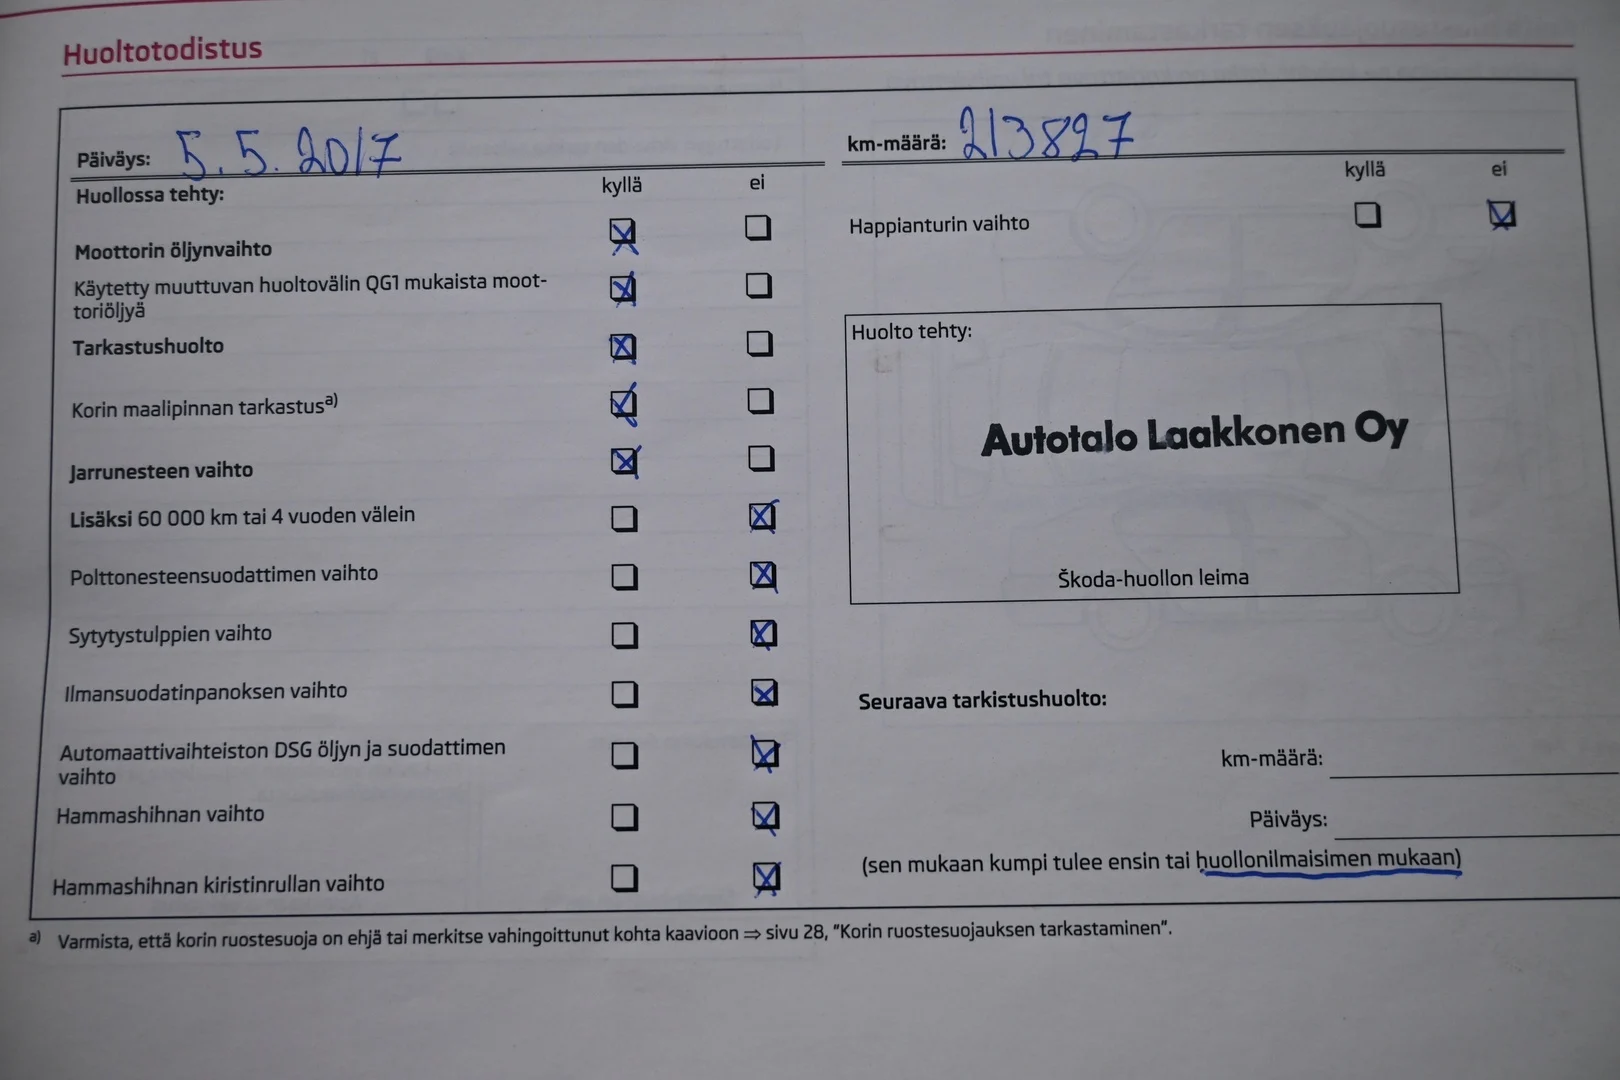 Huoltotodistus
Päiväys: 5.5.2017
km-määrä: 213827
Huollossa tehty:
kyllä
ei
Moottorin öljynvaihto
Käytetty muuttuvan huoltovälin QG1 mukaista moot-
toriöljyä
Tarkastushuolto
Korin maalipinnan tarkastusa)
Jarrunesteen vaihto
Lisäksi 60 000 km tai 4 vuoden välein
Polttonesteensuodattimen vaihto
Sytytystulppien vaihto
Ilmansuodatinpanoksen vaihto
Automaattivaihteiston DSG öljyn ja suodattimen
vaihto
Hammashihnan vaihto
Hammashihnan kiristinrullan vaihto
kyllä
ei
Happianturin vaihto
Huolto tehty:
Autotalo Laakkonen Oy
Škoda-huollon leima
Seuraava tarkistushuolto:
km-määrä:
Päiväys:
(sen mukaan kumpi tulee ensin tai huollonilmaisimen mukaan)
a) Varmista, että korin ruostesuoja on ehjä tai merkitse vahingoittunut kohta kaavioon ⇒ sivu 28, "Korin ruostesuojauksen tarkastaminen".